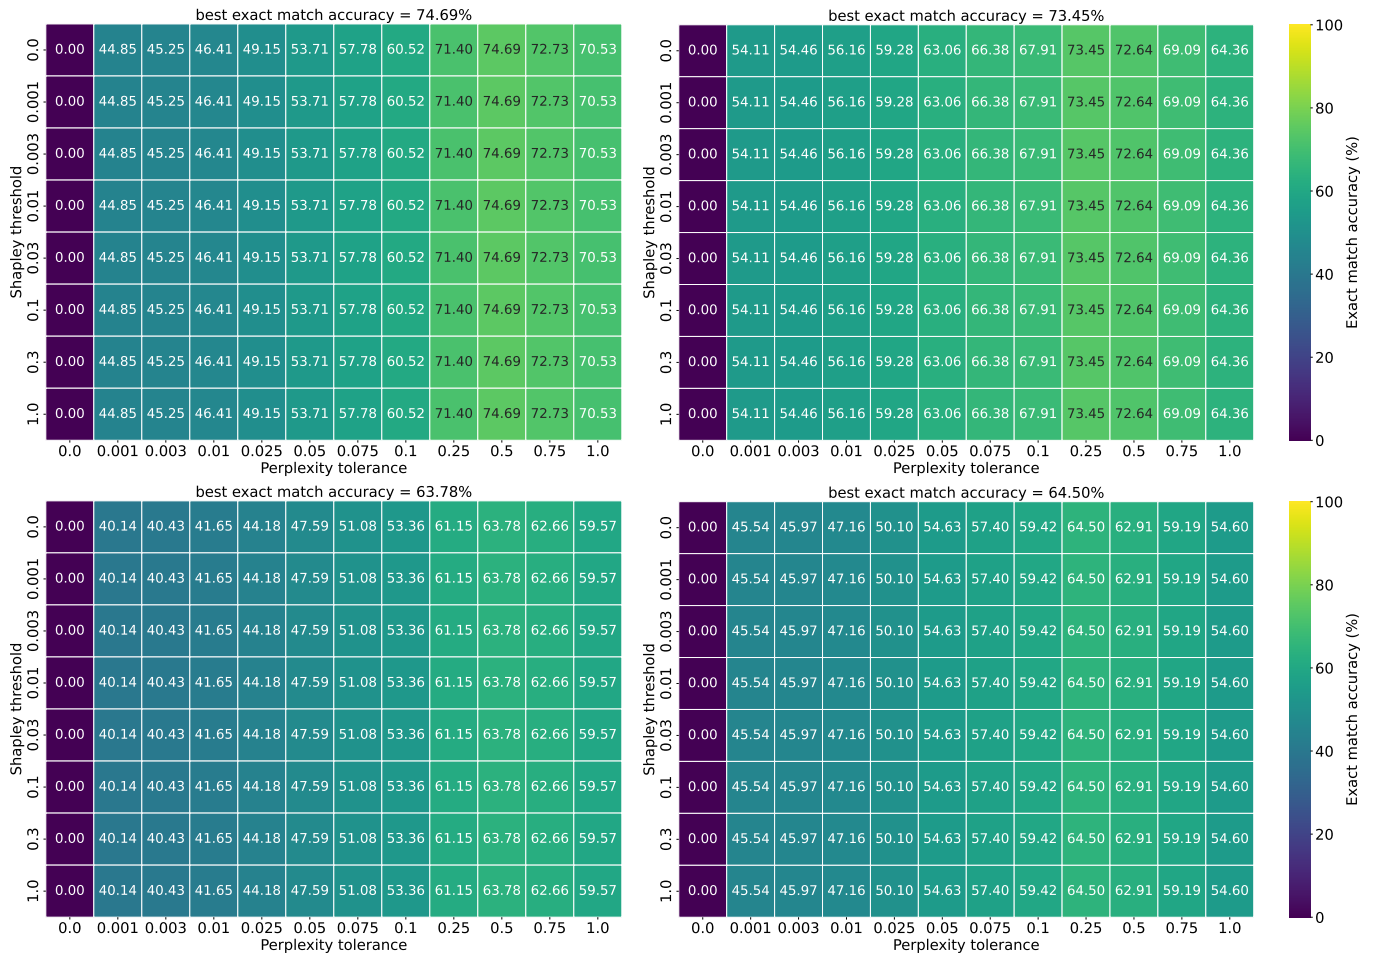 best exact match accuracy = 74.69%
0.0 0.00 44.85 45.25 46.41 49.15 53.71 57.78 60.52 71.40 74.69 72.73 70.53
0.001 0.00 44.85 45.25 46.41 49.15 53.71 57.78 60.52 71.40 74.69 72.73 70.53
0.003 0.00 44.85 45.25 46.41 49.15 53.71 57.78 60.52 71.40 74.69 72.73 70.53
0.01 0.00 44.85 45.25 46.41 49.15 53.71 57.78 60.52 71.40 74.69 72.73 70.53
0.03 0.00 44.85 45.25 46.41 49.15 53.71 57.78 60.52 71.40 74.69 72.73 70.53
0.1 0.00 44.85 45.25 46.41 49.15 53.71 57.78 60.52 71.40 74.69 72.73 70.53
0.3 0.00 44.85 45.25 46.41 49.15 53.71 57.78 60.52 71.40 74.69 72.73 70.53
1.0 0.00 44.85 45.25 46.41 49.15 53.71 57.78 60.52 71.40 74.69 72.73 70.53
0.0 0.001 0.003 0.01 0.025 0.05 0.075 0.1 0.25 0.5 0.75 1.0
Perplexity tolerance
Shapley threshold
best exact match accuracy = 73.45%
0.0 0.00 54.11 54.46 56.16 59.28 63.06 66.38 67.91 73.45 72.64 69.09 64.36
0.001 0.00 54.11 54.46 56.16 59.28 63.06 66.38 67.91 73.45 72.64 69.09 64.36
0.003 0.00 54.11 54.46 56.16 59.28 63.06 66.38 67.91 73.45 72.64 69.09 64.36
0.01 0.00 54.11 54.46 56.16 59.28 63.06 66.38 67.91 73.45 72.64 69.09 64.36
0.03 0.00 54.11 54.46 56.16 59.28 63.06 66.38 67.91 73.45 72.64 69.09 64.36
0.1 0.00 54.11 54.46 56.16 59.28 63.06 66.38 67.91 73.45 72.64 69.09 64.36
0.3 0.00 54.11 54.46 56.16 59.28 63.06 66.38 67.91 73.45 72.64 69.09 64.36
1.0 0.00 54.11 54.46 56.16 59.28 63.06 66.38 67.91 73.45 72.64 69.09 64.36
0.0 0.001 0.003 0.01 0.025 0.05 0.075 0.1 0.25 0.5 0.75 1.0
Perplexity tolerance
Shapley threshold
100
80
60
40
20
0
Exact match accuracy (%)
best exact match accuracy = 63.78%
0.0 0.00 40.14 40.43 41.65 44.18 47.59 51.08 53.36 61.15 63.78 62.66 59.57
0.001 0.00 40.14 40.43 41.65 44.18 47.59 51.08 53.36 61.15 63.78 62.66 59.57
0.003 0.00 40.14 40.43 41.65 44.18 47.59 51.08 53.36 61.15 63.78 62.66 59.57
0.01 0.00 40.14 40.43 41.65 44.18 47.59 51.08 53.36 61.15 63.78 62.66 59.57
0.03 0.00 40.14 40.43 41.65 44.18 47.59 51.08 53.36 61.15 63.78 62.66 59.57
0.1 0.00 40.14 40.43 41.65 44.18 47.59 51.08 53.36 61.15 63.78 62.66 59.57
0.3 0.00 40.14 40.43 41.65 44.18 47.59 51.08 53.36 61.15 63.78 62.66 59.57
1.0 0.00 40.14 40.43 41.65 44.18 47.59 51.08 53.36 61.15 63.78 62.66 59.57
0.0 0.001 0.003 0.01 0.025 0.05 0.075 0.1 0.25 0.5 0.75 1.0
Perplexity tolerance
Shapley threshold
best exact match accuracy = 64.50%
0.0 0.00 45.54 45.97 47.16 50.10 54.63 57.40 59.42 64.50 62.91 59.19 54.60
0.001 0.00 45.54 45.97 47.16 50.10 54.63 57.40 59.42 64.50 62.91 59.19 54.60
0.003 0.00 45.54 45.97 47.16 50.10 54.63 57.40 59.42 64.50 62.91 59.19 54.60
0.01 0.00 45.54 45.97 47.16 50.10 54.63 57.40 59.42 64.50 62.91 59.19 54.60
0.03 0.00 45.54 45.97 47.16 50.10 54.63 57.40 59.42 64.50 62.91 59.19 54.60
0.1 0.00 45.54 45.97 47.16 50.10 54.63 57.40 59.42 64.50 62.91 59.19 54.60
0.3 0.00 45.54 45.97 47.16 50.10 54.63 57.40 59.42 64.50 62.91 59.19 54.60
1.0 0.00 45.54 45.97 47.16 50.10 54.63 57.40 59.42 64.50 62.91 59.19 54.60
0.0 0.001 0.003 0.01 0.025 0.05 0.075 0.1 0.25 0.5 0.75 1.0
Perplexity tolerance
Shapley threshold
100
80
60
40
20
0
Exact match accuracy (%)